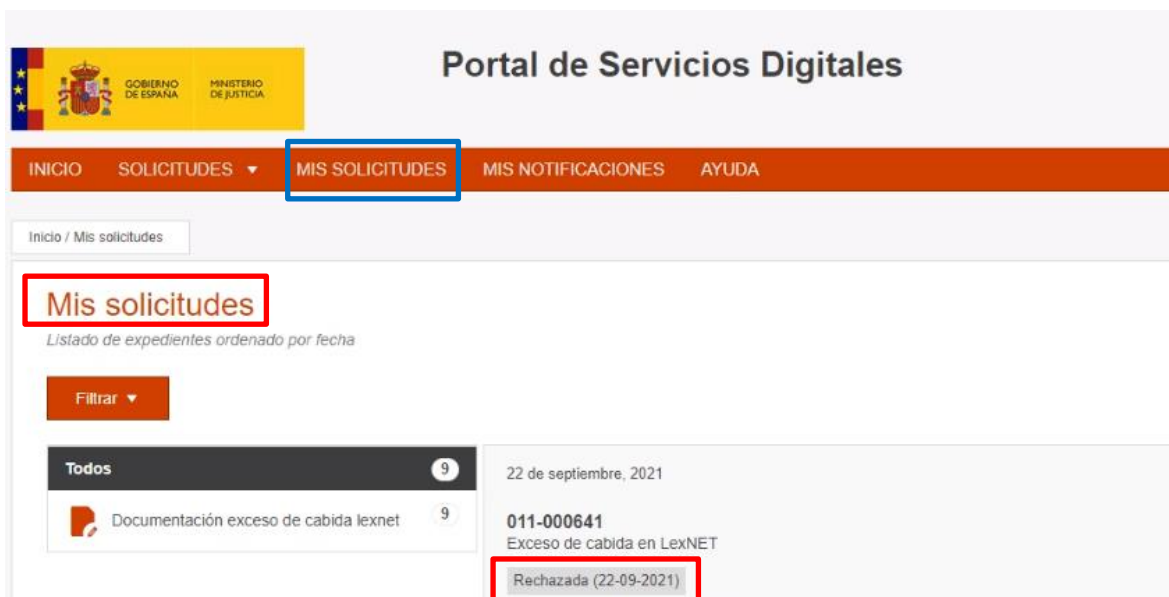 Portal de Servicios Digitales
GOBIERNO DE ESPAÑA
MINISTERIO DE JUSTICIA
INICIO SOLICITUDES MIS SOLICITUDES MIS NOTIFICACIONES AYUDA
Inicio / Mis solicitudes
Mis solicitudes
Listado de expedientes ordenado por fecha
Filtrar
Todos 9
Documentación exceso de cabida lexnet 9
22 de septiembre, 2021
011-000641
Exceso de cabida en LexNET
Rechazada (22-09-2021)